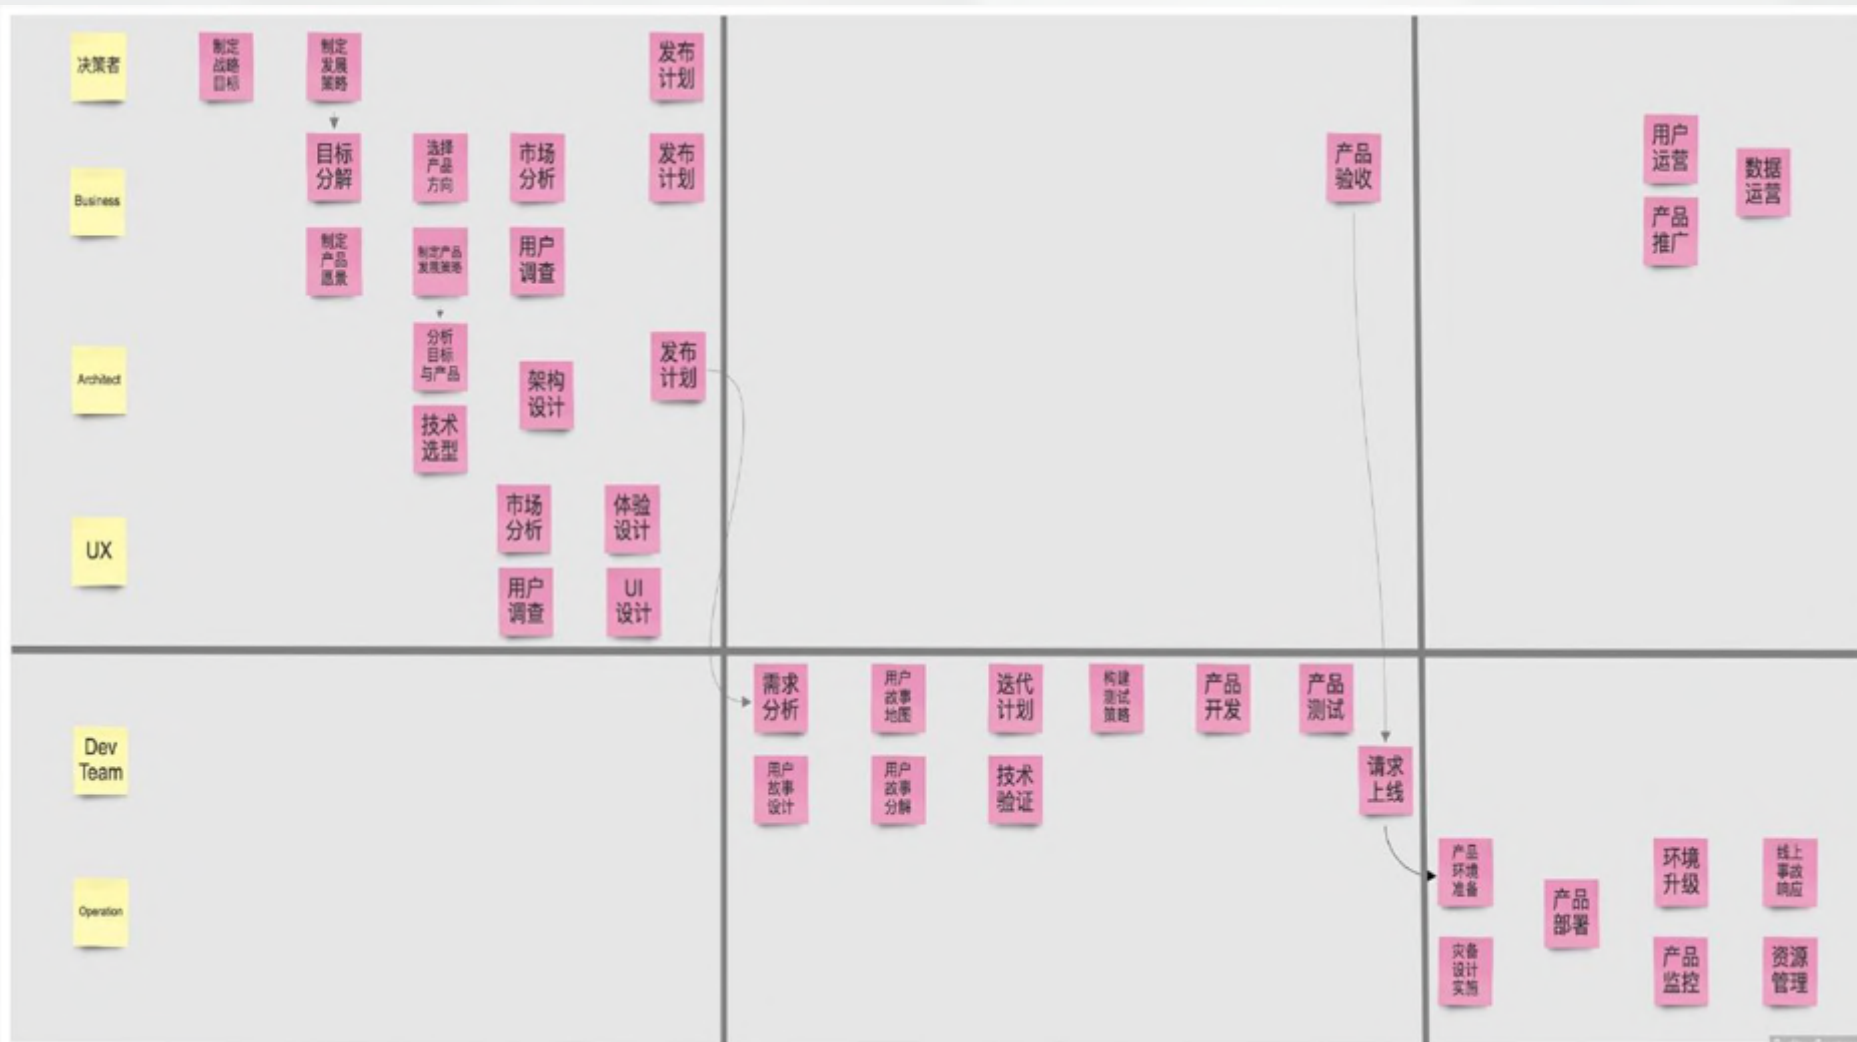 决策者
制定
战略
目标
制定
发展
策略
发布
计划
Business
目标
分解
选择
产品
方向
市场
分析
发布
计划
产品
验收
用户
运营
数据
运营
制定
产品
愿景
制定产品
发展策略
用户
调查
产品
推广
Architect
分析
目标
与产品
架构
设计
发布
计划
技术
选型
UX
市场
分析
体验
设计
用户
调查
UI
设计
Dev
Team
需求
分析
用户
故事
地图
迭代
计划
构建
测试
策略
产品
开发
产品
测试
用户
故事
设计
用户
故事
分解
技术
验证
请求
上线
Operation
产品
环境
准备
产品
部署
环境
升级
线上
事故
响应
灾备
设计
实施
产品
监控
资源
管理